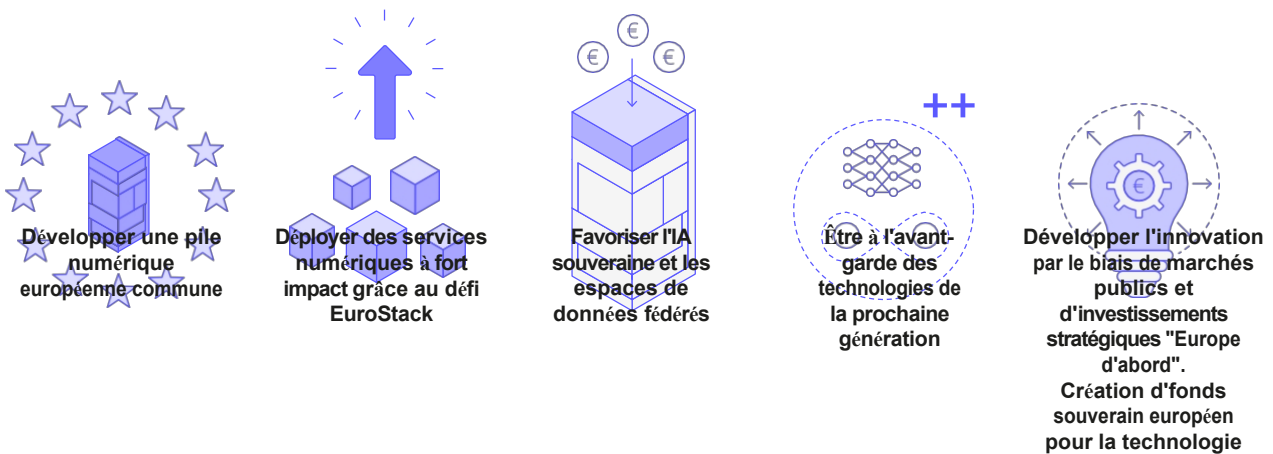 €
€
€
++
€
Développer une pile
numérique
européenne commune
Déployer des services
numériques à fort
impact grâce au défi
EuroStack
Favoriser l'IA
souveraine et les
espaces de
données fédérés
Être à l'avant-
garde des
technologies de
la prochaine
génération
Développer l'innovation
par le biais de marchés
publics et
d'investissements
stratégiques "Europe
d'abord".
Création d'fonds
souverain européen
pour la technologie